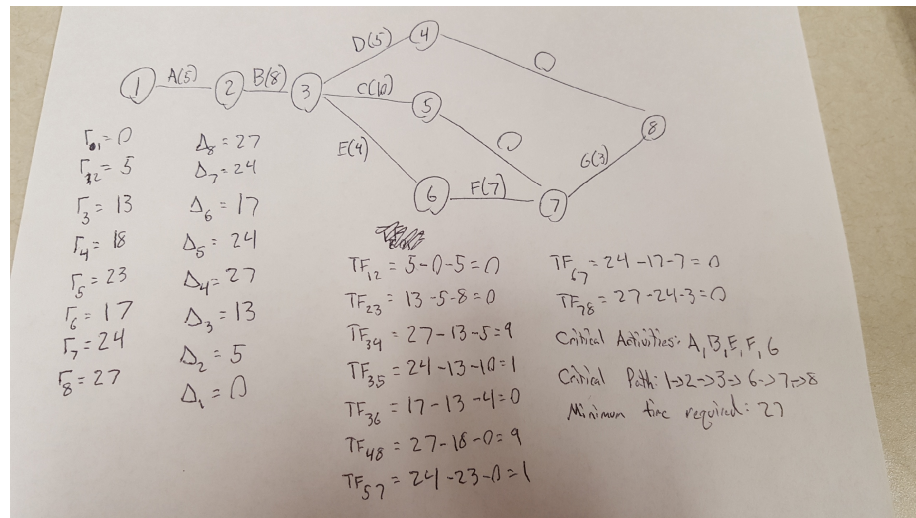 1 A(5) 2 B(8) 3
D(5) 4
0
C(10) 5
0
8
E(4)
6 F(7) 7
G(3)
Γ₁ = 0
Γ₂ = 5
Γ₃ = 13
Γ₄ = 18
Γ₅ = 23
Γ₆ = 17
Γ₇ = 24
Γ₈ = 27
Δ₈ = 27
Δ₇ = 24
Δ₆ = 17
Δ₅ = 24
Δ₄ = 27
Δ₃ = 13
Δ₂ = 5
Δ₁ = 0
TF₁₂ = 5-0-5=0
TF₂₃ = 13-5-8=0
TF₃₄ = 27-13-5=9
TF₃₅ = 24-13-10=1
TF₃₆ = 17-13-4=0
TF₄₈ = 27-18-0=9
TF₅₇ = 24-23-0=1
TF₆₇ = 24-17-7=0
TF₇₈ = 27-24-3=0
Critical Activities: A, B, E, F, G
Critical Path: 1→2→3→6→7→8
Minimum time required: 27